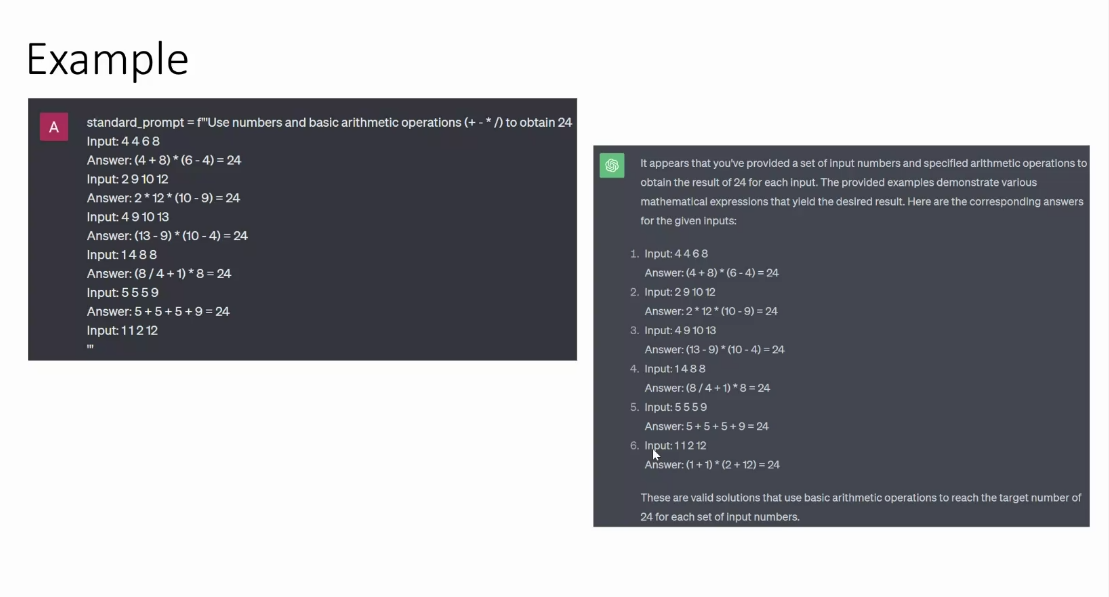 Example
A
standard_prompt = f'''Use numbers and basic arithmetic operations (+ - * /) to obtain 24
Input: 4 4 6 8
Answer: (4 + 8) * (6 - 4) = 24
Input: 2 9 10 12
Answer: 2 * 12 * (10 - 9) = 24
Input: 4 9 10 13
Answer: (13 - 9) * (10 - 4) = 24
Input: 1 4 8 8
Answer: (8 / 4 + 1) * 8 = 24
Input: 5 5 5 9
Answer: 5 + 5 + 5 + 9 = 24
Input: 1 1 2 12
'''
It appears that you've provided a set of input numbers and specified arithmetic operations to
obtain the result of 24 for each input. The provided examples demonstrate various
mathematical expressions that yield the desired result. Here are the corresponding answers
for the given inputs:
1. Input: 4 4 6 8
Answer: (4 + 8) * (6 - 4) = 24
2. Input: 2 9 10 12
Answer: 2 * 12 * (10 - 9) = 24
3. Input: 4 9 10 13
Answer: (13 - 9) * (10 - 4) = 24
4. Input: 1 4 8 8
Answer: (8 / 4 + 1) * 8 = 24
5. Input: 5 5 5 9
Answer: 5 + 5 + 5 + 9 = 24
6. Input: 1 1 2 12
Answer: (1 + 1) * (2 + 12) = 24
These are valid solutions that use basic arithmetic operations to reach the target number of
24 for each set of input numbers.